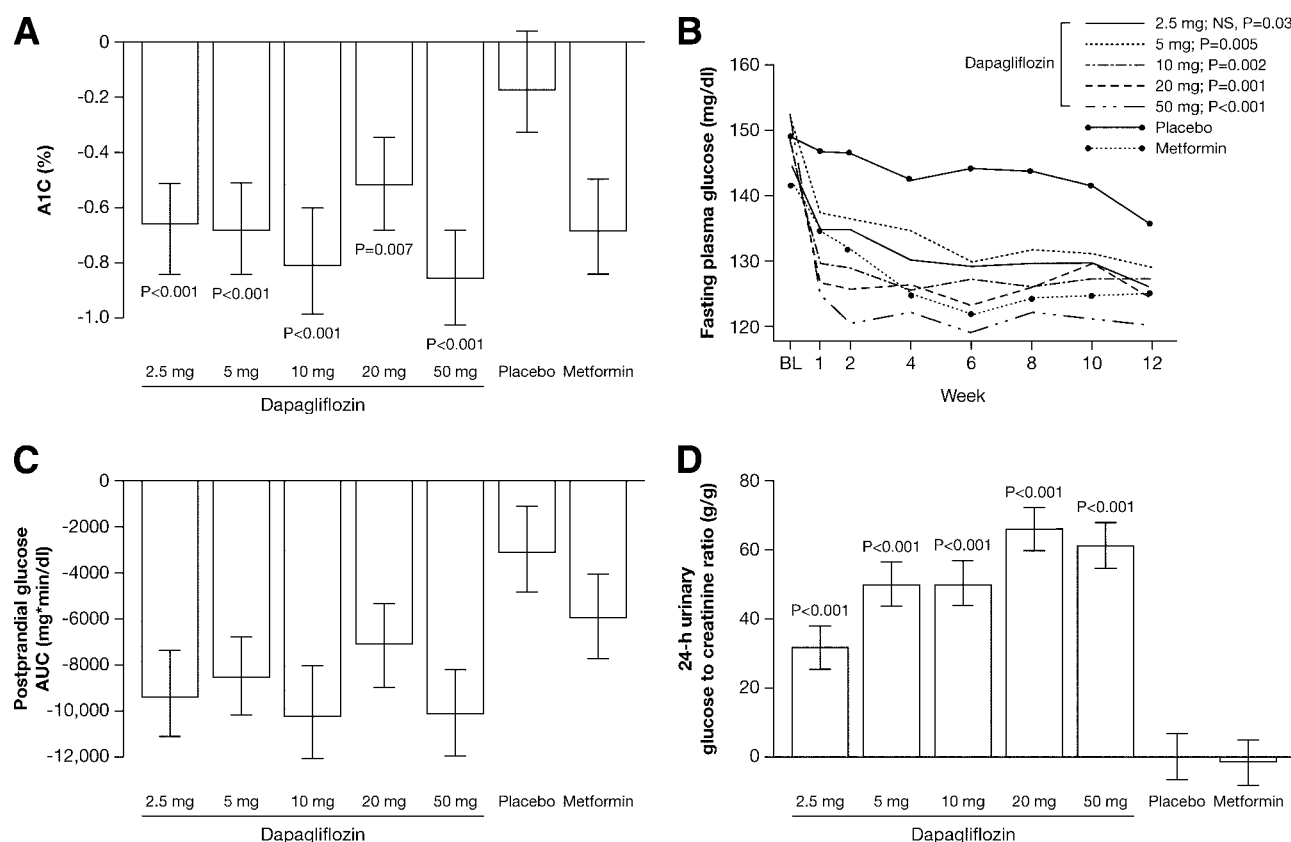 A
0
-0.2
-0.4
-0.6
-0.8
-1.0
A1C (%)
P<0.001
P<0.001
P<0.001
P=0.007
P<0.001
2.5 mg 5 mg 10 mg 20 mg 50 mg Placebo Metformin
Dapagliflozin
B
Dapagliflozin
2.5 mg; NS, P=0.03
5 mg; P=0.005
10 mg; P=0.002
20 mg; P=0.001
50 mg; P<0.001
Placebo
Metformin
160
150
140
130
120
Fasting plasma glucose (mg/dl)
BL 1 2 4 6 8 10 12
Week
C
0
-2000
-4000
-6000
-8000
-10,000
-12,000
Postprandial glucose
AUC (mg*min/dl)
2.5 mg 5 mg 10 mg 20 mg 50 mg Placebo Metformin
Dapagliflozin
D
80
60
40
20
0
24-h urinary
glucose to creatinine ratio (g/g)
P<0.001
P<0.001
P<0.001
P<0.001
P<0.001
2.5 mg 5 mg 10 mg 20 mg 50 mg Placebo Metformin
Dapagliflozin